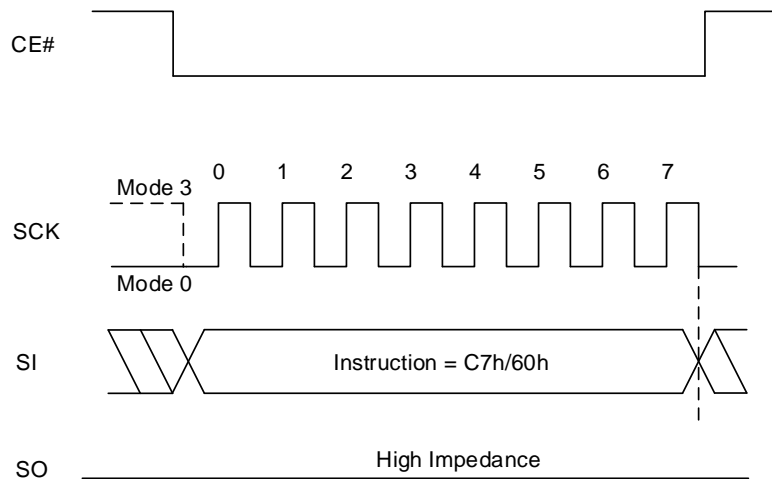 CE#
0 1 2 3 4 5 6 7
Mode 3
SCK
Mode 0
SI
Instruction = C7h/60h
SO
High Impedance